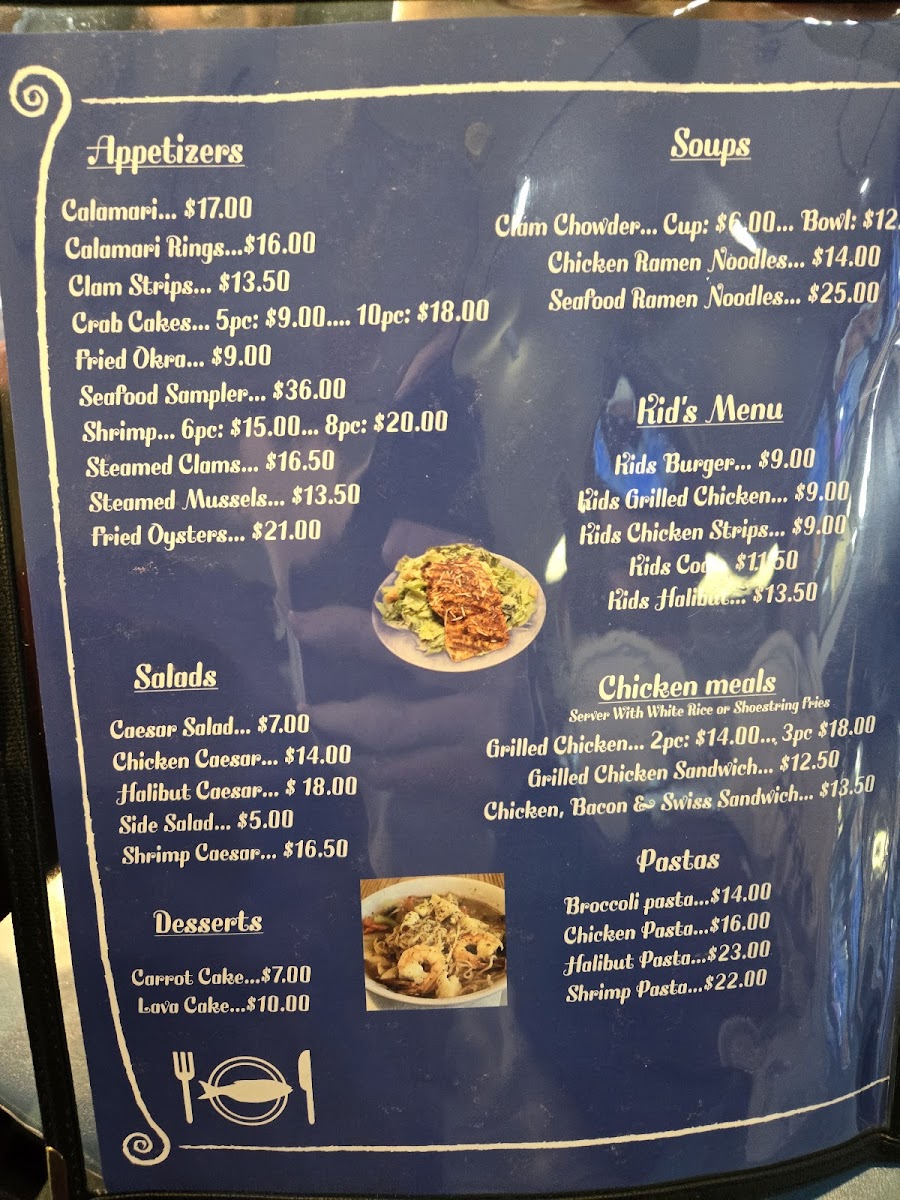 Appetizers
Calamari... $17.00
Calamari Rings...$16.00
Clam Strips... $13.50
Crab Cakes... 5pc: $9.00.... 10pc: $18.00
Fried Okra... $9.00
Seafood Sampler... $36.00
Shrimp... 6pc: $15.00... 8pc: $20.00
Steamed Clams... $16.50
Steamed Mussels... $13.50
Fried Oysters... $21.00
Salads
Caesar Salad... $7.00
Chicken Caesar... $14.00
Halibut Caesar... $ 18.00
Side Salad... $5.00
Shrimp Caesar... $16.50
Desserts
Carrot Cake...$7.00
Lava Cake...$10.00
Soups
Clam Chowder... Cup: $6.00... Bowl: $12.
Chicken Ramen Noodles... $14.00
Seafood Ramen Noodles... $25.00
Kid's Menu
Kids Burger... $9.00
Kids Grilled Chicken... $9.00
Kids Chicken Strips... $9.00
Kids $11.50
Kids Halibut... $13.50
Chicken meals
Server With White Rice or Shoestring Fries
Grilled Chicken... 2pc: $14.00... 3pc $18.00
Grilled Chicken Sandwich... $12.50
Chicken, Bacon & Swiss Sandwich... $13.50
Pastas
Broccoli pasta...$14.00
Chicken Pasta...$16.00
Halibut Pasta...$23.00
Shrimp Pasta...$22.00